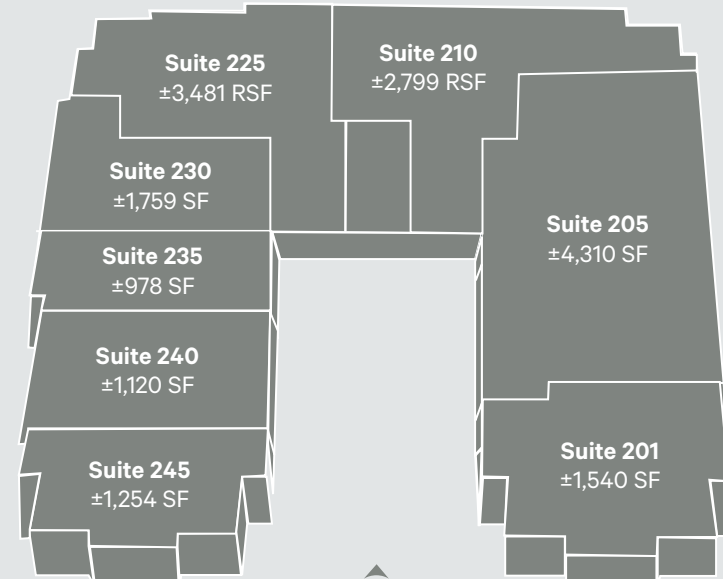 Suite 225
±3,481 RSF
Suite 210
±2,799 RSF
Suite 230
±1,759 SF
Suite 205
±4,310 SF
Suite 235
±978 SF
Suite 240
±1,120 SF
Suite 245
±1,254 SF
Suite 201
±1,540 SF